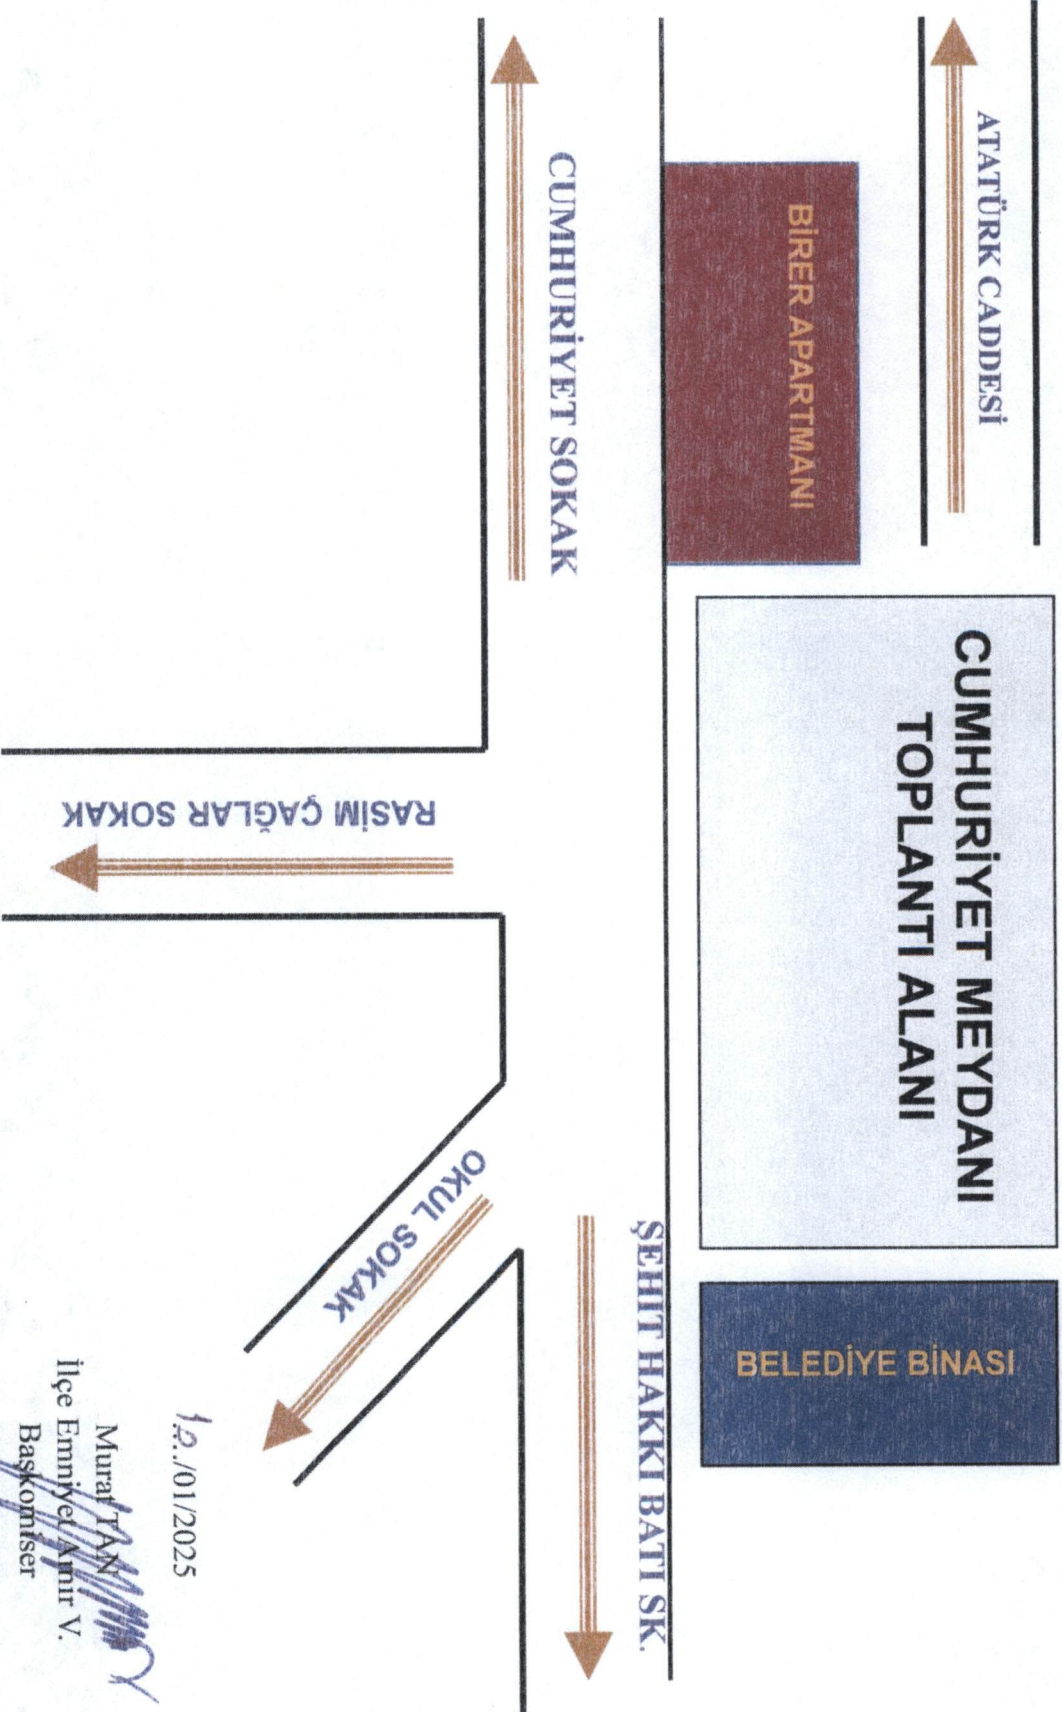 ATATÜRK CADDESİ
BİRER APARTMANI
CUMHURİYET MEYDANI
TOPLANTI ALANI
BELEDİYE BİNASI
CUMHURİYET SOKAK
ŞEHİT HAKKI BATI SK.
RASİM ÇAĞLAR SOKAK
OKUL SOKAK
10../01/2025
Murat TAN
İlçe Emniyet Amir V.
Başkomiser